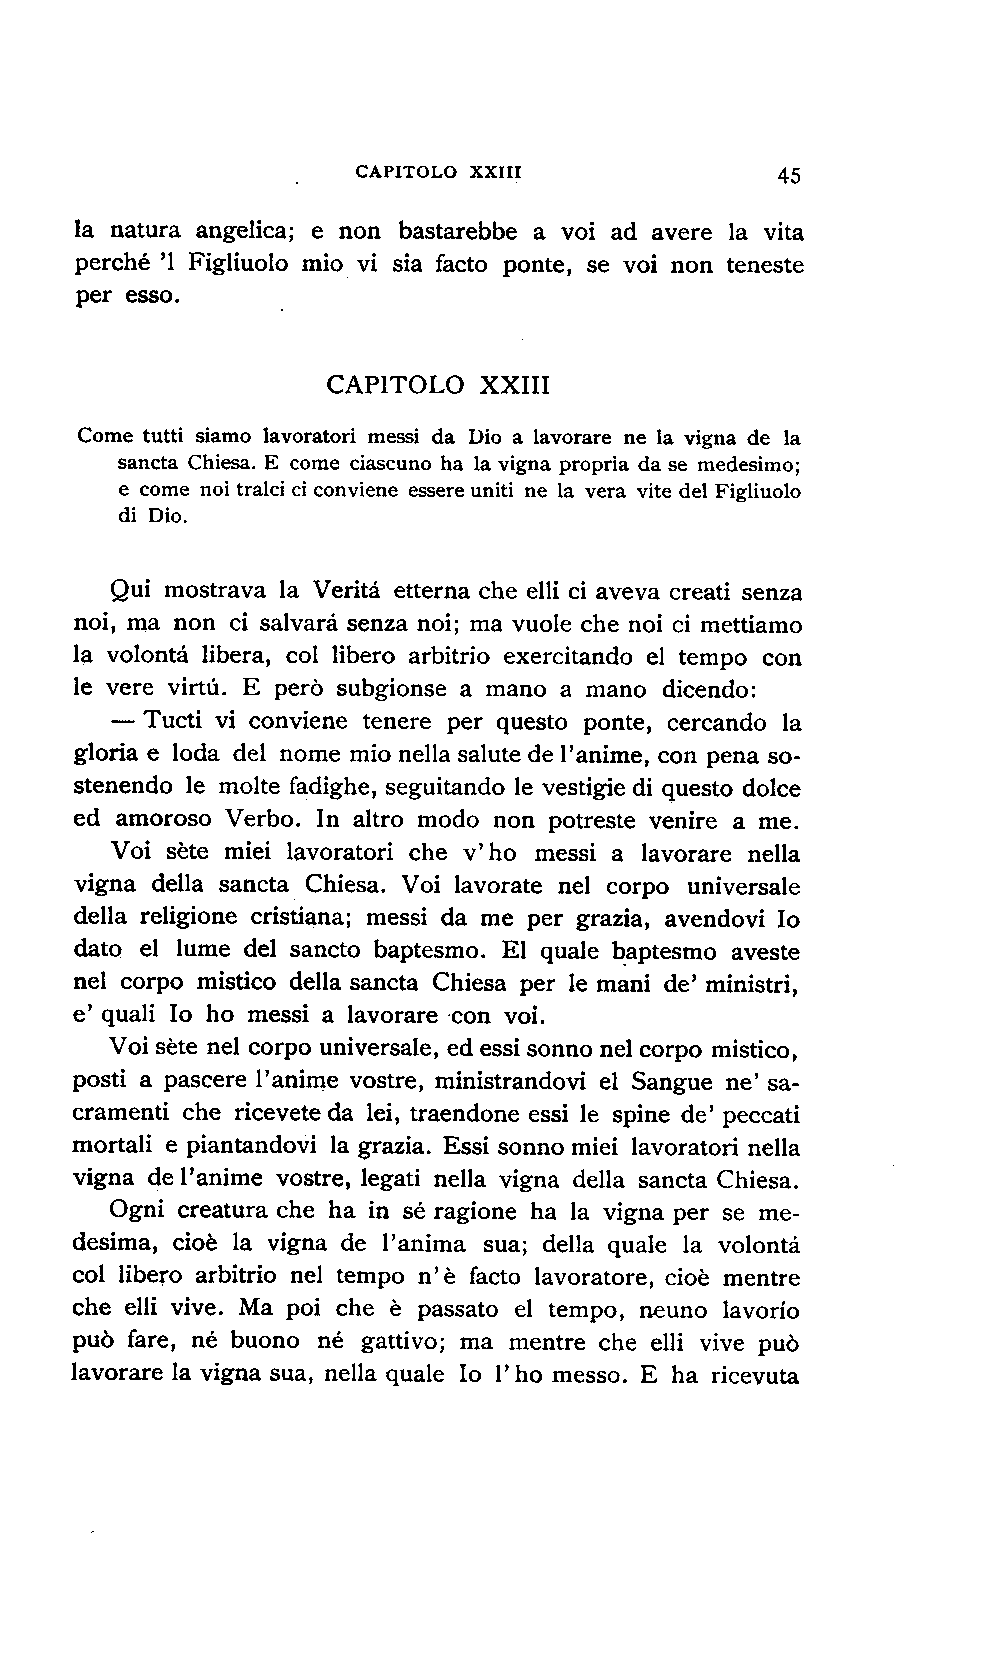 CAPITOLO XXIII 45
la natura angelica; e non bastarebbe a voi ad avere la vita
perché 'l Figliuolo mio vi sia facto ponte, se voi non teneste
per esso.
CAPITOLO XXIII
Come tutti siamo lavoratori messi da Dio a lavorare ne la vigna de la
sancta Chiesa. E come ciascuno ha la vigna propria da se medesimo;
e come noi tralci ci conviene essere uniti ne la vera vite del Figliuolo
di Dio.
Qui mostrava la Veritá etterna che elli ci aveva creati senza
noi, ma non ci salvará senza noi; ma vuole che noi ci mettiamo
la volontá libera, col libero arbitrio exercitando el tempo con
le vere virtú. E però subgionse a mano a mano dicendo:
— Tucti vi conviene tenere per questo ponte, cercando la
gloria e loda del nome mio nella salute de l'anime, con pena so-
stenendo le molte fadighe, seguitando le vestigie di questo dolce
ed amoroso Verbo. In altro modo non potreste venire a me.
Voi sète miei lavoratori che v'ho messi a lavorare nella
vigna della sancta Chiesa. Voi lavorate nel corpo universale
della religione cristiana; messi da me per grazia, avendovi Io
dato el lume del sancto baptesmo. El quale baptesmo aveste
nel corpo mistico della sancta Chiesa per le mani de' ministri,
e' quali Io ho messi a lavorare con voi.
Voi sète nel corpo universale, ed essi sonno nel corpo mistico,
posti a pascere l'anime vostre, ministrandovi el Sangue ne' sa-
cramenti che ricevete da lei, traendone essi le spine de' peccati
mortali e piantandovi la grazia. Essi sonno miei lavoratori nella
vigna de l'anime vostre, legati nella vigna della sancta Chiesa.
Ogni creatura che ha in sé ragione ha la vigna per se me-
desima, cioè la vigna de l'anima sua; della quale la volontá
col libero arbitrio nel tempo n'è facto lavoratore, cioè mentre
che elli vive. Ma poi che è passato el tempo, neuno lavorío
può fare, né buono né gattivo; ma mentre che elli vive può
lavorare la vigna sua, nella quale Io l'ho messo. E ha ricevuta